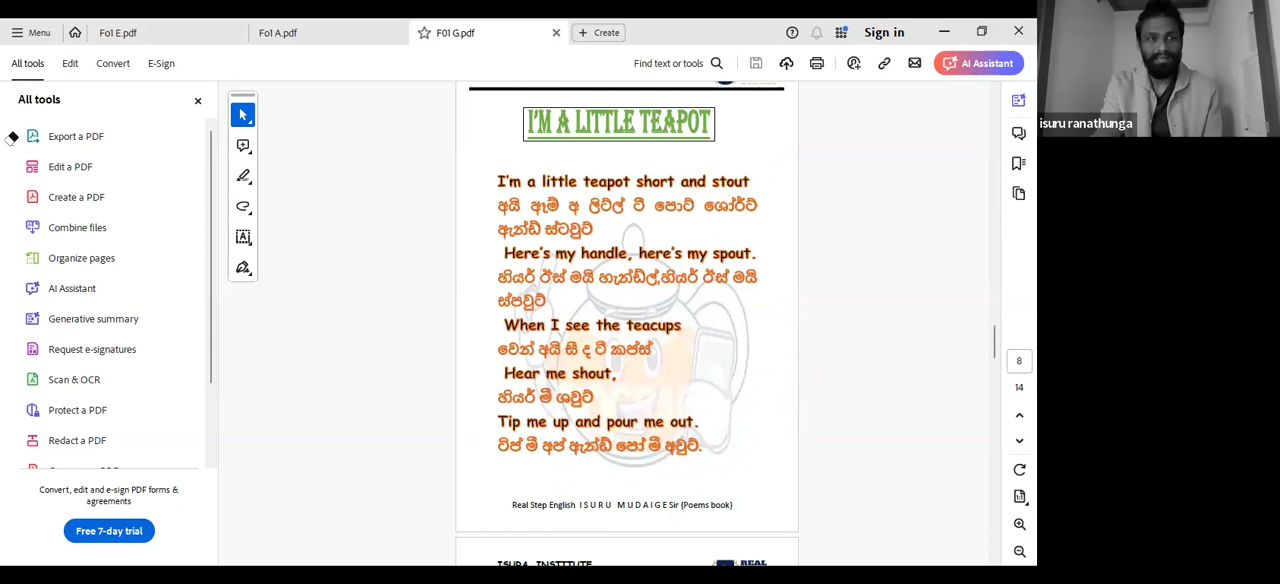 Menu
Fo1 E.pdf
Fo1 A.pdf
F01 G.pdf
Create
Sign in
All tools
Edit
Convert
E-Sign
Find text or tools
AI Assistant
isuru ranathunga
All tools
Export a PDF
Edit a PDF
Create a PDF
Combine files
Organize pages
AI Assistant
Generative summary
Request e-signatures
Scan & OCR
Protect a PDF
Redact a PDF
Convert, edit and e-sign PDF forms &
agreements
Free 7-day trial
I'M A LITTLE TEAPOT
I'm a little teapot short and stout
අයි ඈම් අ ලිට්ල් ටී පොට් ශෝර්ට්
ඇන්ඩ් ස්ටවුට්
Here's my handle, here's my spout.
හියර් ඊස් මයි හැන්ඩ්ල්,හියර් ඊස් මයි
ස්පවුට්
When I see the teacups
වෙන් අයි සී ද ටී කප්ස්
Hear me shout,
හියර් මී ශවුට්
Tip me up and pour me out.
ටිප් මී අප් ඇන්ඩ් පෝ මී අවුට්.
Real Step English I S U R U M U D A I G E Sir {Poems book}
ISURA INSTITUTE
REAL
8
14